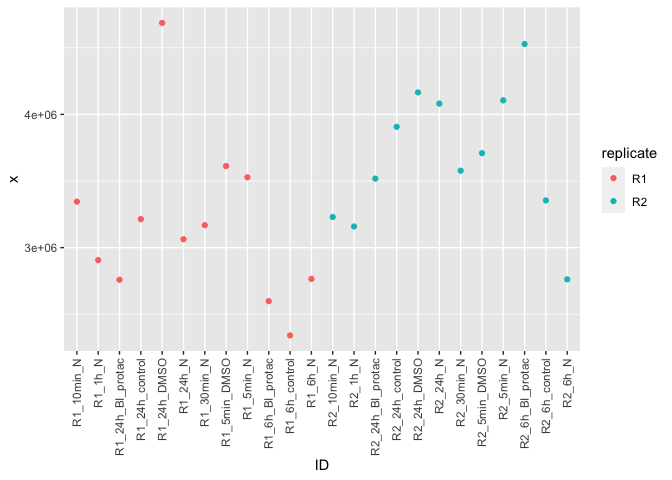 4e+06
3e+06
x
R1_10min_N
R1_1h_N
R1_24h_BI_protac
R1_24h_control
R1_24h_DMSO
R1_24h_N
R1_30min_N
R1_5min_DMSO
R1_5min_N
R1_6h_BI_protac
R1_6h_control
R1_6h_N
R2_10min_N
R2_1h_N
R2_24h_BI_protac
R2_24h_control
R2_24h_DMSO
R2_24h_N
R2_30min_N
R2_5min_DMSO
R2_5min_N
R2_6h_BI_protac
R2_6h_control
R2_6h_N
ID
replicate
R1
R2